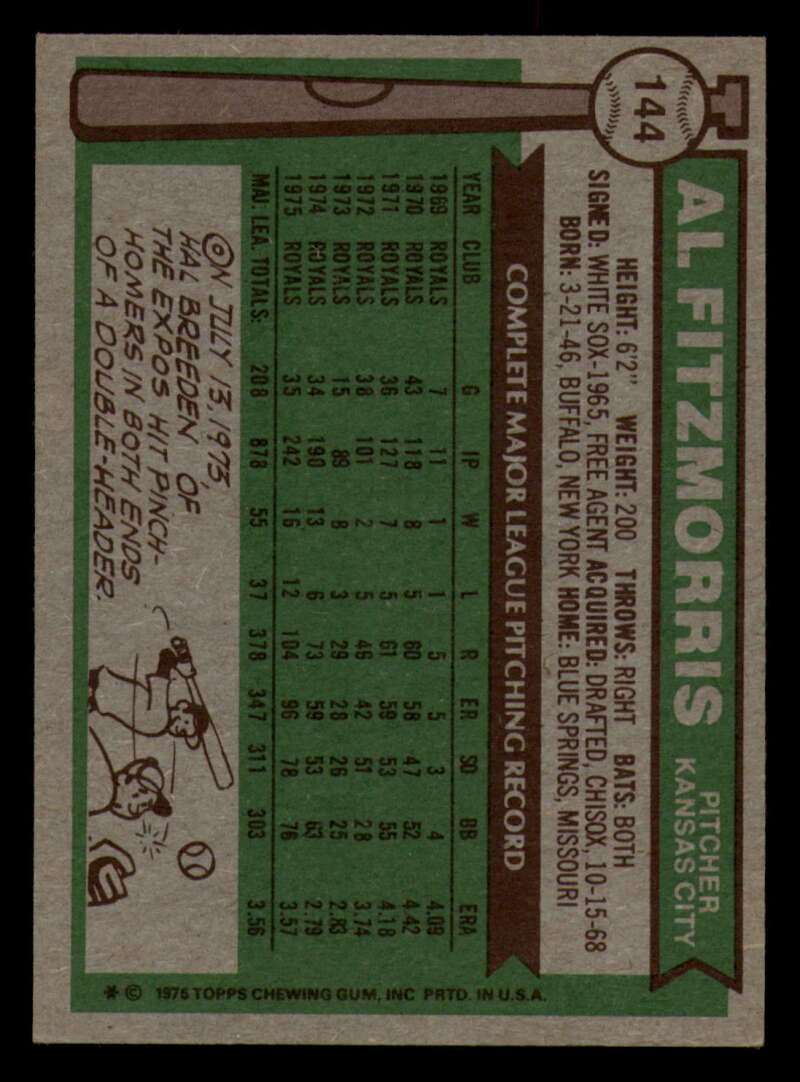 144
AL FITZMORRIS
PITCHER
KANSAS CITY
HEIGHT: 6'2" WEIGHT: 200 THROWS: RIGHT BATS: BOTH
SIGNED: WHITE SOX-1965, FREE AGENT ACQUIRED: DRAFTED, CHISOX, 10-15-68
BORN: 3-21-46, BUFFALO, NEW YORK HOME: BLUE SPRINGS, MISSOURI
COMPLETE MAJOR LEAGUE PITCHING RECORD
YEAR CLUB G IP W L R ER SO BB ERA
1969 ROYALS 7 11 1 1 5 5 3 4 4.09
1970 ROYALS 43 118 8 5 60 58 47 52 4.42
1971 ROYALS 36 127 7 5 61 59 53 55 4.18
1972 ROYALS 38 101 2 5 46 42 51 28 3.74
1973 ROYALS 15 89 8 3 29 28 26 25 2.83
1974 ROYALS 34 190 13 6 73 59 53 63 2.79
1975 ROYALS 35 242 16 12 104 96 78 76 3.57
MAJ. LEA. TOTALS: 208 878 55 37 378 347 311 303 3.56
ON JULY 13, 1973,
HAL BREEDEN OF
THE EXPOS HIT PINCH-
HOMERS IN BOTH ENDS
OF A DOUBLE-HEADER.
* © 1976 TOPPS CHEWING GUM, INC PRTD. IN U.S.A.